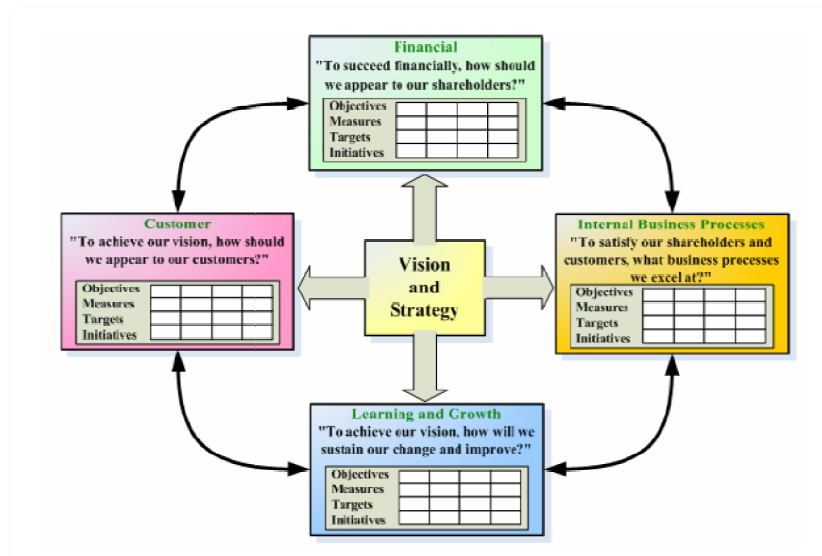 Financial
"To succeed financially, how should
we appear to our shareholders?"
Objectives
Measures
Targets
Initiatives
Customer
"To achieve our vision, how should
we appear to our customers?"
Objectives
Measures
Targets
Initiatives
Vision
and
Strategy
Internal Business Processes
"To satisfy our shareholders and
customers, what business processes
we excel at?"
Objectives
Measures
Targets
Initiatives
Learning and Growth
"To achieve our vision, how will we
sustain our change and improve?"
Objectives
Measures
Targets
Initiatives